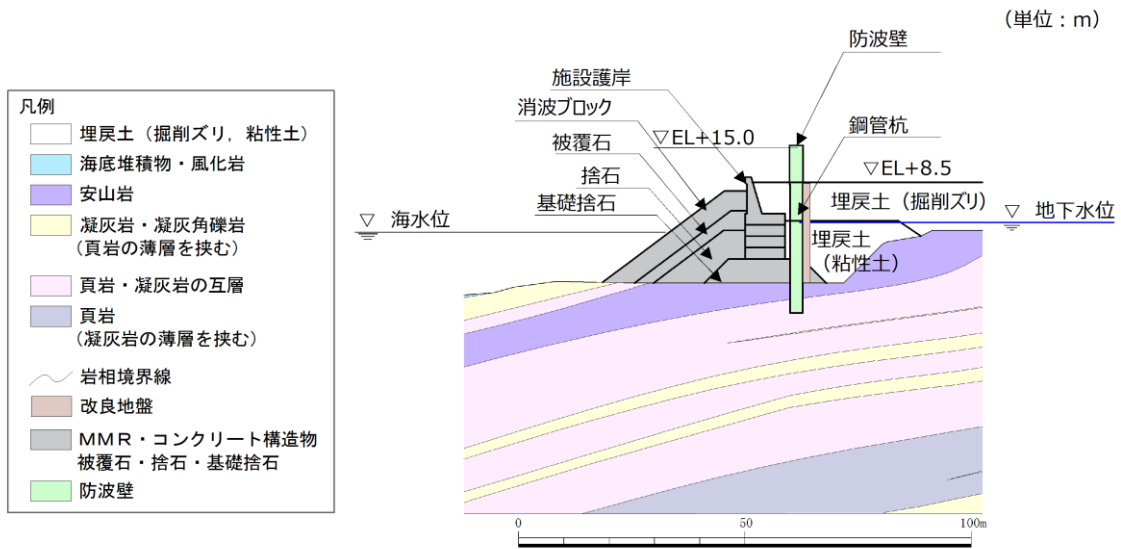 （単位：m）
凡例
埋戻土（掘削ズリ，粘性土）
海底堆積物・風化岩
安山岩
凝灰岩・凝灰角礫岩
（頁岩の薄層を挟む）
頁岩・凝灰岩の互層
頁岩
（凝灰岩の薄層を挟む）
岩相境界線
改良地盤
ＭＭＲ・コンクリート構造物
被覆石・捨石・基礎捨石
防波壁
防波壁
施設護岸
消波ブロック
鋼管杭
▽EL+15.0
被覆石
▽EL+8.5
捨石
埋戻土（掘削ズリ）
基礎捨石
▽ 海水位
▽ 地下水位
埋戻土
（粘性土）
0 50 100m